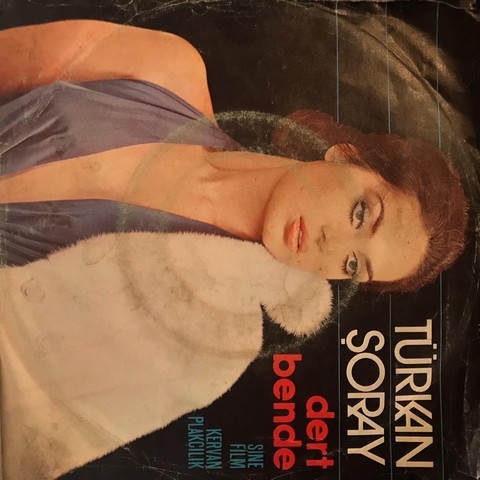 TÜRKAN
ŞORAY
dert
bende
SİNE
FİLM
KERVAN
PLAKÇILIK